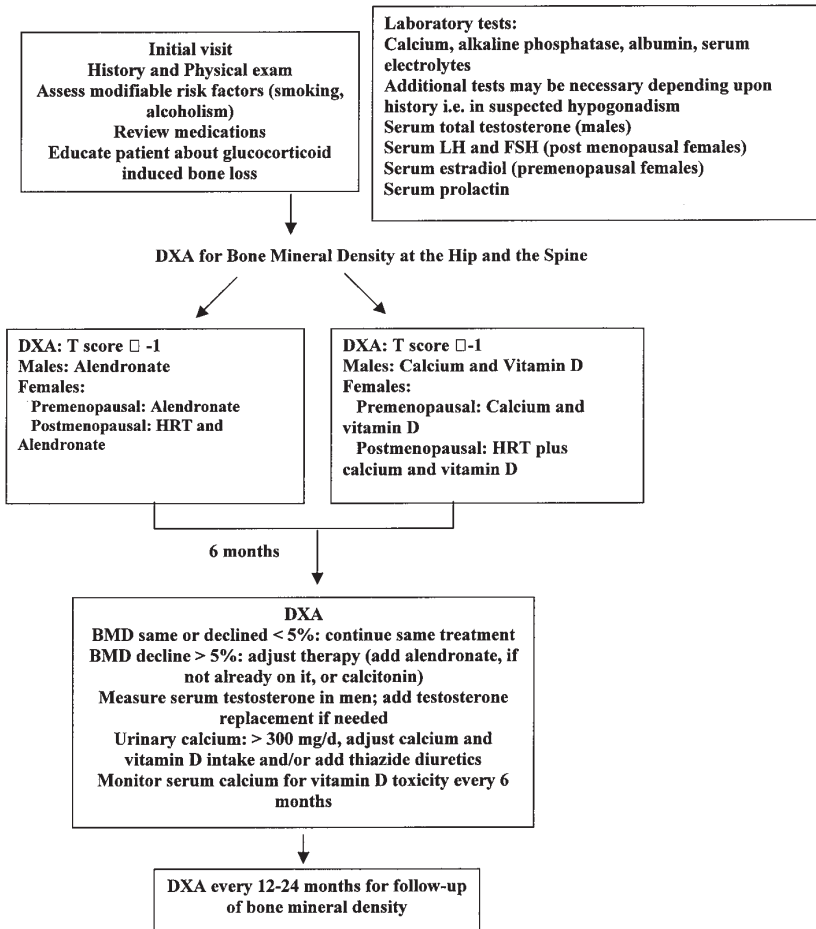 Initial visit
History and Physical exam
Assess modifiable risk factors (smoking,
alcoholism)
Review medications
Educate patient about glucocorticoid
induced bone loss
Laboratory tests:
Calcium, alkaline phosphatase, albumin, serum
electrolytes
Additional tests may be necessary depending upon
history i.e. in suspected hypogonadism
Serum total testosterone (males)
Serum LH and FSH (post menopausal females)
Serum estradiol (premenopausal females)
Serum prolactin
DXA for Bone Mineral Density at the Hip and the Spine
DXA: T score □ -1
Males: Alendronate
Females:
Premenopausal: Alendronate
Postmenopausal: HRT and
Alendronate
DXA: T score □-1
Males: Calcium and Vitamin D
Females:
Premenopausal: Calcium and
vitamin D
Postmenopausal: HRT plus
calcium and vitamin D
6 months
DXA
BMD same or declined < 5%: continue same treatment
BMD decline > 5%: adjust therapy (add alendronate, if
not already on it, or calcitonin)
Measure serum testosterone in men; add testosterone
replacement if needed
Urinary calcium: > 300 mg/d, adjust calcium and
vitamin D intake and/or add thiazide diuretics
Monitor serum calcium for vitamin D toxicity every 6
months
DXA every 12-24 months for follow-up
of bone mineral density